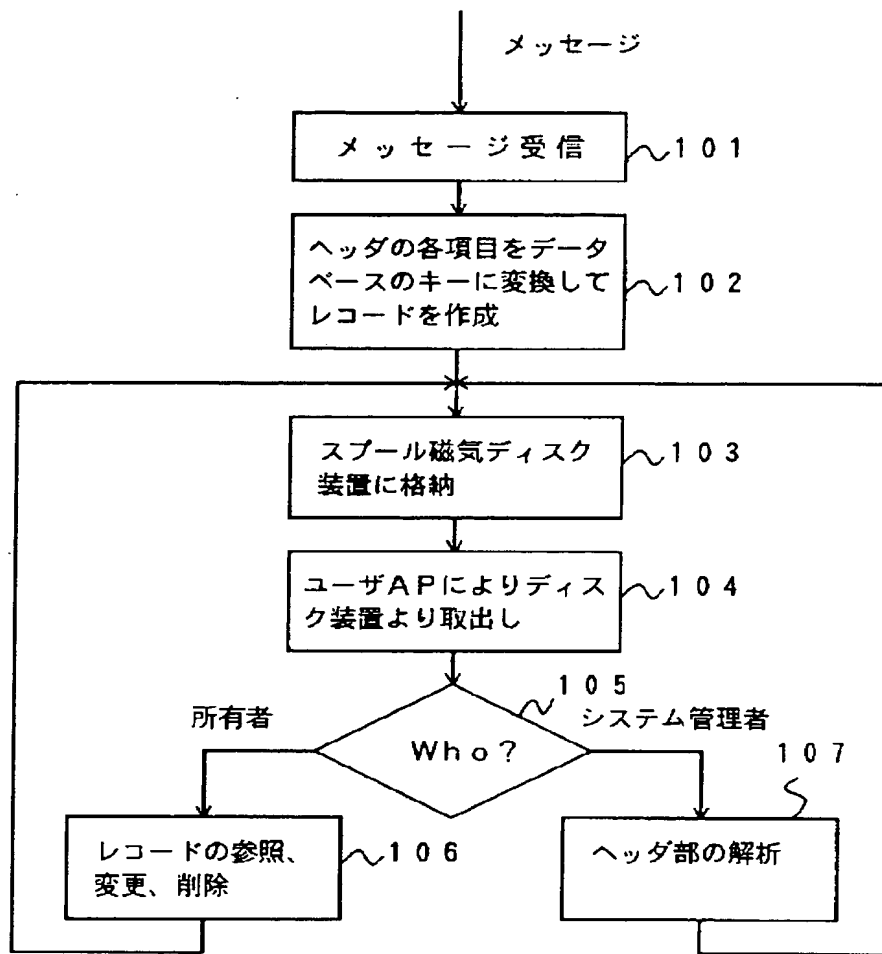 メッセージ
メッセージ受信
101
ヘッダの各項目をデータ
ベースのキーに変換して
レコードを作成
102
スプール磁気ディスク
装置に格納
103
ユーザAPによりディス
ク装置より取出し
104
105
所有者
システム管理者
Who?
107
レコードの参照、
変更、削除
106
ヘッダ部の解析